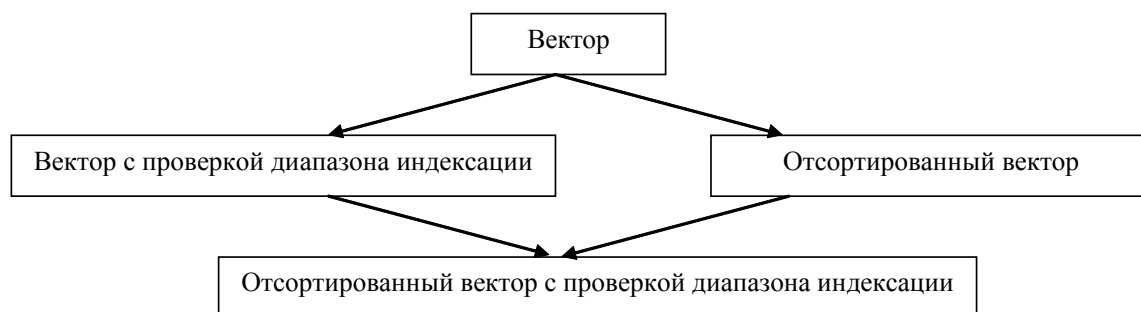 Вектор
Вектор с проверкой диапазона индексации
Отсортированный вектор
Отсортированный вектор с проверкой диапазона индексации